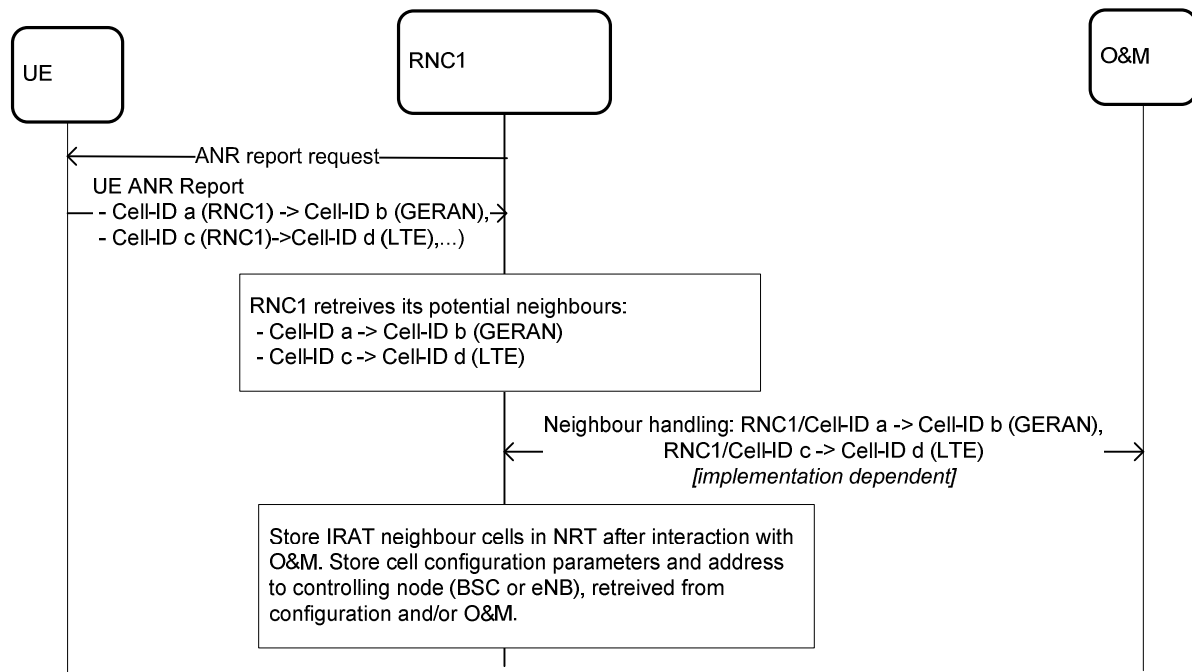 UE
RNC1
O&M
ANR report request
UE ANR Report
- Cell-ID a (RNC1) -> Cell-ID b (GERAN),
- Cell-ID c (RNC1)->Cell-ID d (LTE),...)
RNC1 retreives its potential neighbours:
- Cell-ID a -> Cell-ID b (GERAN)
- Cell-ID c -> Cell-ID d (LTE)
Neighbour handling: RNC1/Cell-ID a -> Cell-ID b (GERAN),
RNC1/Cell-ID c -> Cell-ID d (LTE)
[implementation dependent]
Store IRAT neighbour cells in NRT after interaction with
O&M. Store cell configuration parameters and address
to controlling node (BSC or eNB), retreived from
configuration and/or O&M.